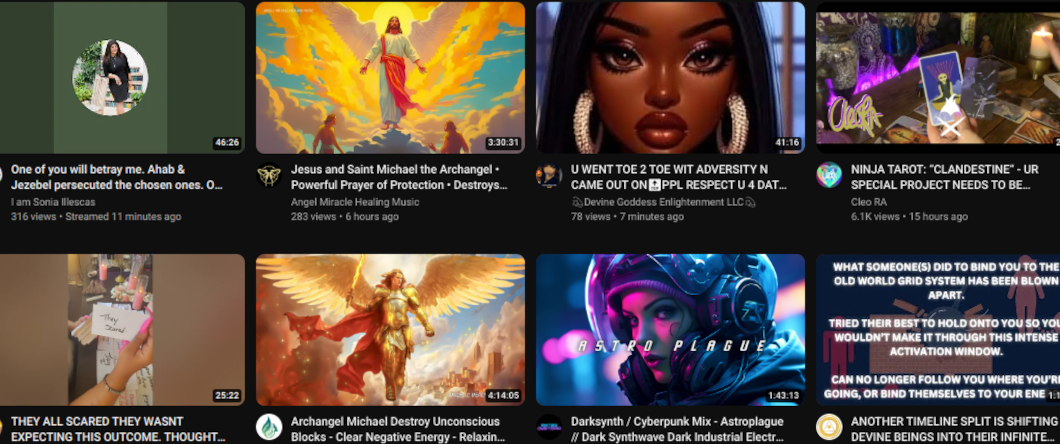 46:26
One of you will betray me. Ahab &
Jezebel persecuted the chosen ones. O...
I am Sonia Illescas
316 views • Streamed 11 minutes ago
3:30:31
Jesus and Saint Michael the Archangel •
Powerful Prayer of Protection • Destroys...
Angel Miracle Healing Music
283 views • 6 hours ago
41:16
U WENT TOE 2 TOE WIT ADVERSITY N
CAME OUT ON PPL RESPECT U 4 DAT...
Devine Goddess Enlightenment LLC
78 views • 7 minutes ago
CleoRA
NINJA TAROT: “CLANDESTINE” - UR
SPECIAL PROJECT NEEDS TO BE...
Cleo RA
6.1K views • 15 hours ago
They
Scared
25:22
THEY ALL SCARED THEY WASNT
EXPECTING THIS OUTCOME. THOUGHT...
4:14:05
Archangel Michael Destroy Unconscious
Blocks - Clear Negative Energy - Relaxin...
ASTRO PLAGUE
1:43:13
Darksynth / Cyberpunk Mix - Astroplague
// Dark Synthwave Dark Industrial Electr...
WHAT SOMEONE(S) DID TO BIND YOU TO THE
OLD WORLD GRID SYSTEM HAS BEEN BLOWN
APART.
TRIED THEIR BEST TO HOLD ONTO YOU SO YOU
WOULDN'T MAKE IT THROUGH THIS INTENSE
ACTIVATION WINDOW.
CAN NO LONGER FOLLOW YOU WHERE YOU'RE
GOING, OR BIND THEMSELVES TO YOUR ENE
ANOTHER TIMELINE SPLIT IS SHIFTING
DEVINE BEINGS INTO THEIR INFINITE